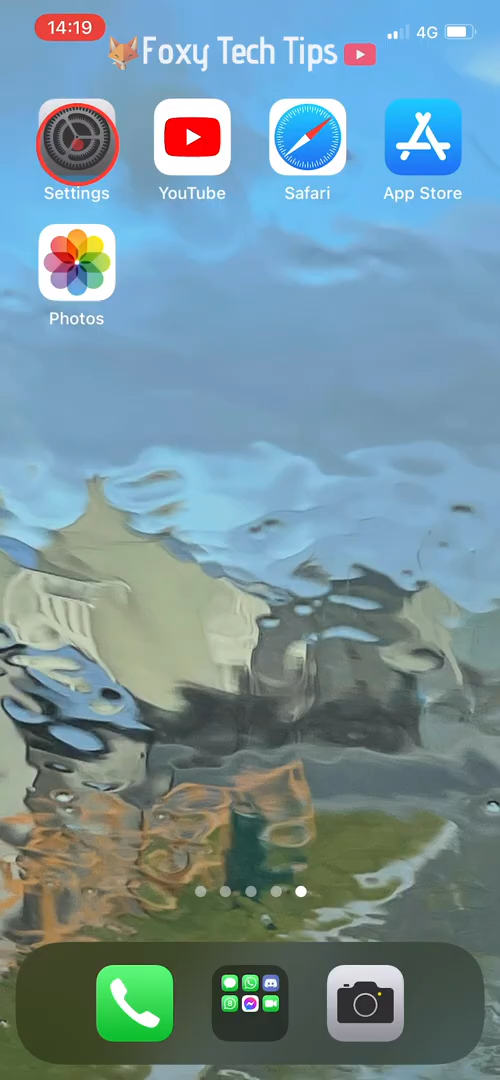 14:19
4G
Foxy Tech Tips
Settings
YouTube
Safari
App Store
Photos